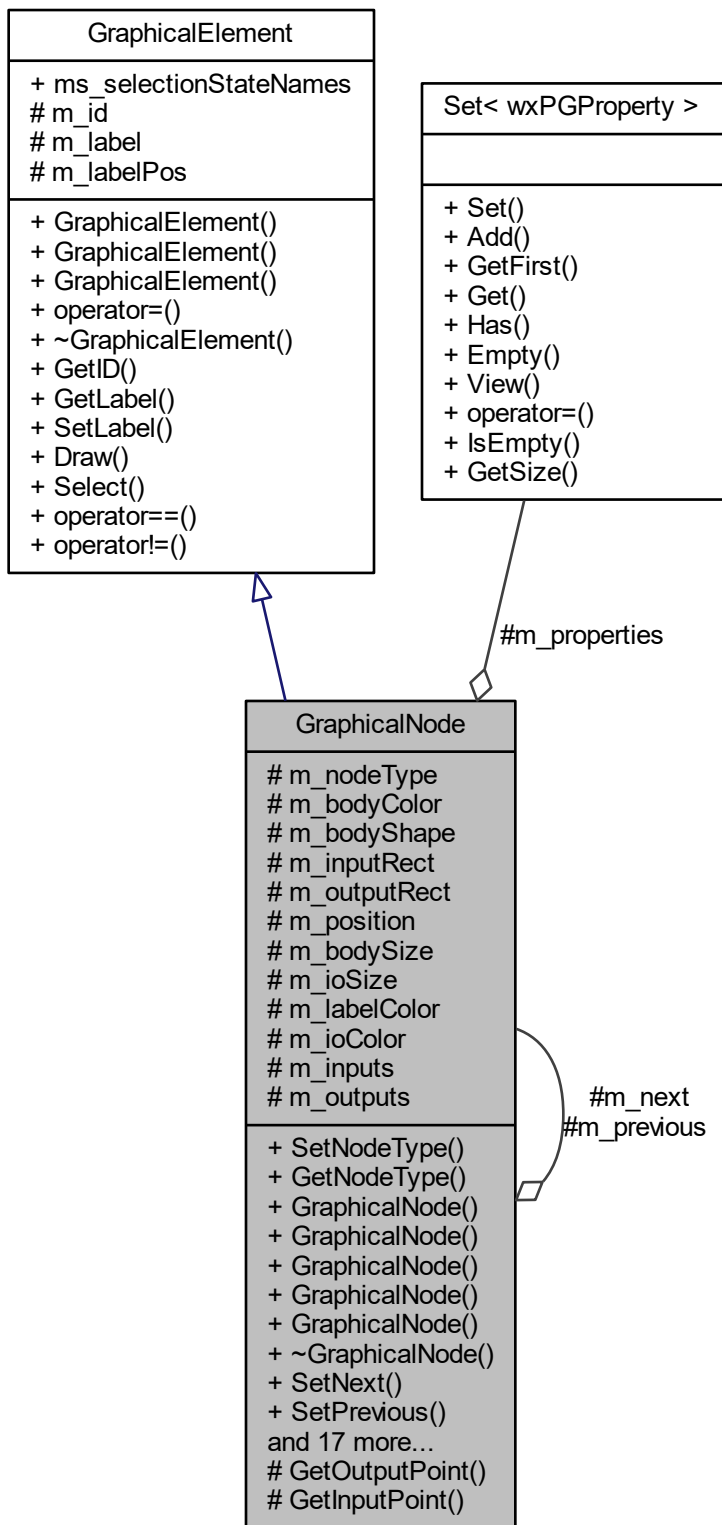 GraphicalElement
+ ms_selectionStateNames
# m_id
# m_label
# m_labelPos
+ GraphicalElement()
+ GraphicalElement()
+ GraphicalElement()
+ operator=()
+ ~GraphicalElement()
+ GetID()
+ GetLabel()
+ SetLabel()
+ Draw()
+ Select()
+ operator==()
+ operator!=()
Set< wxPGProperty >
+ Set()
+ Add()
+ GetFirst()
+ Get()
+ Has()
+ Empty()
+ View()
+ operator=()
+ IsEmpty()
+ GetSize()
#m_properties
GraphicalNode
# m_nodeType
# m_bodyColor
# m_bodyShape
# m_inputRect
# m_outputRect
# m_position
# m_bodySize
# m_ioSize
# m_labelColor
# m_ioColor
# m_inputs
# m_outputs
+ SetNodeType()
+ GetNodeType()
+ GraphicalNode()
+ GraphicalNode()
+ GraphicalNode()
+ GraphicalNode()
+ GraphicalNode()
+ ~GraphicalNode()
+ SetNext()
+ SetPrevious()
and 17 more...
# GetOutputPoint()
# GetInputPoint()
#m_next
#m_previous